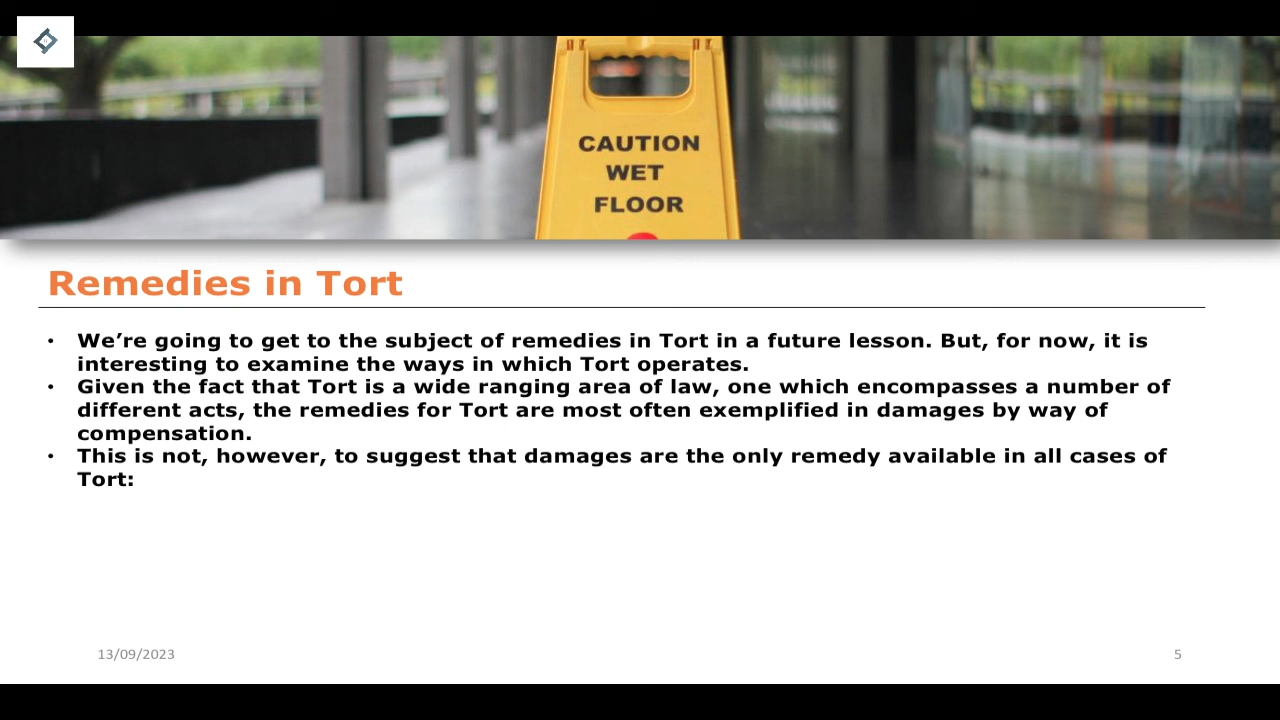 CAUTION
WET
FLOOR
Remedies in Tort
• We’re going to get to the subject of remedies in Tort in a future lesson. But, for now, it is
interesting to examine the ways in which Tort operates.
• Given the fact that Tort is a wide ranging area of law, one which encompasses a number of
different acts, the remedies for Tort are most often exemplified in damages by way of
compensation.
• This is not, however, to suggest that damages are the only remedy available in all cases of
Tort:
13/09/2023
5